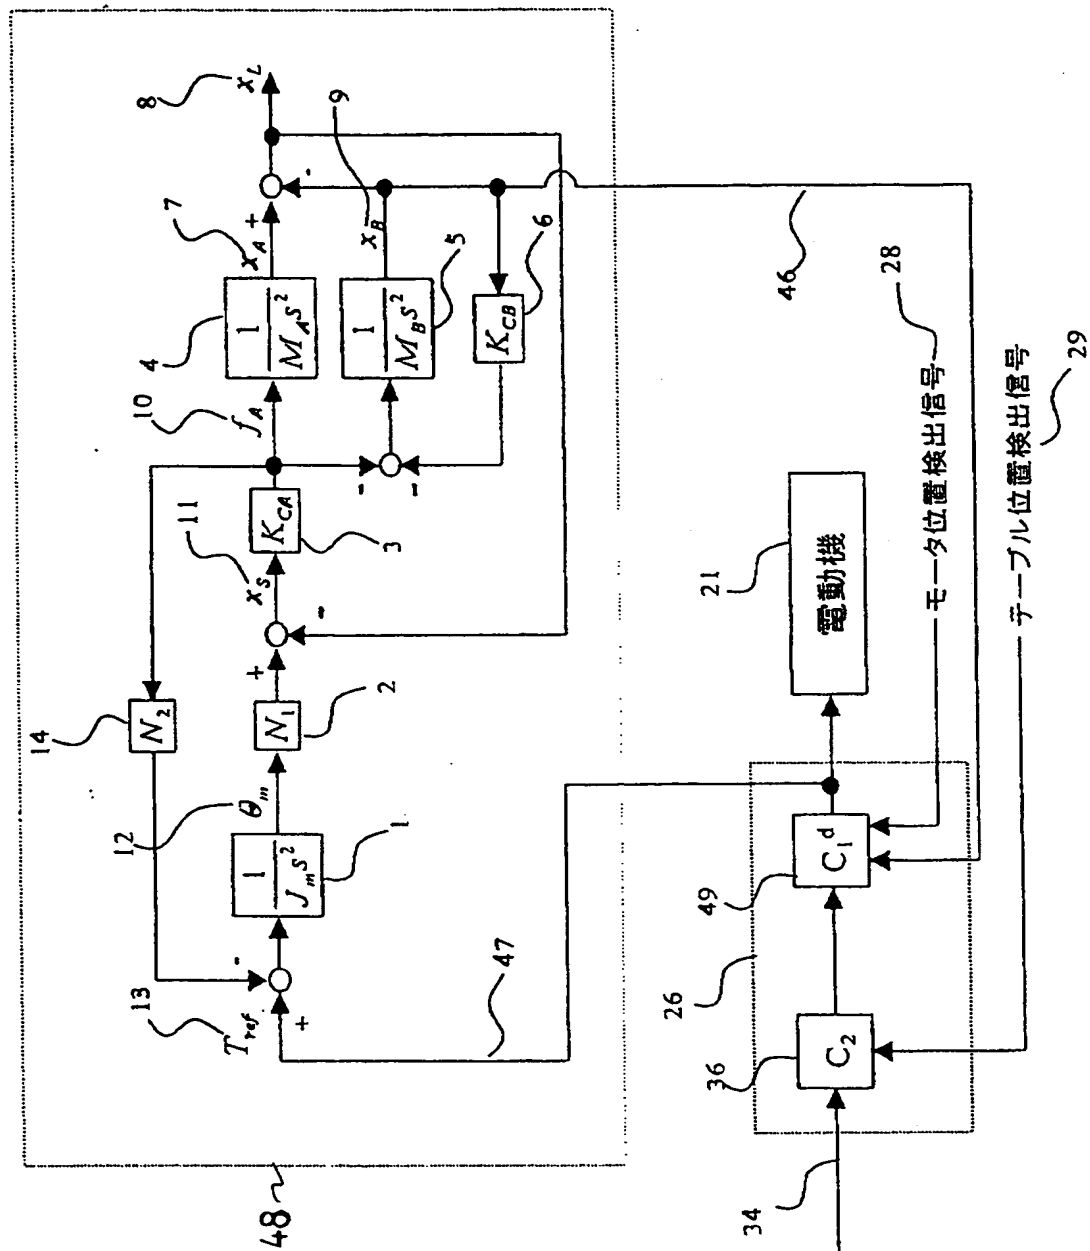 48
13
T_ref
+
-
1
J_m s^2
1
12
θ_m
14
N_2
N_1
2
+
-
11
x_S
K_CA
3
10
f_A
4
1
M_A s^2
7
x_A
+
-
8
x_L
-
-
1
M_B s^2
5
x_B
9
K_CB
6
47
46
34
36
C_2
26
49
C_1^d
21
電動機
モータ位置検出信号
28
テーブル位置検出信号
29